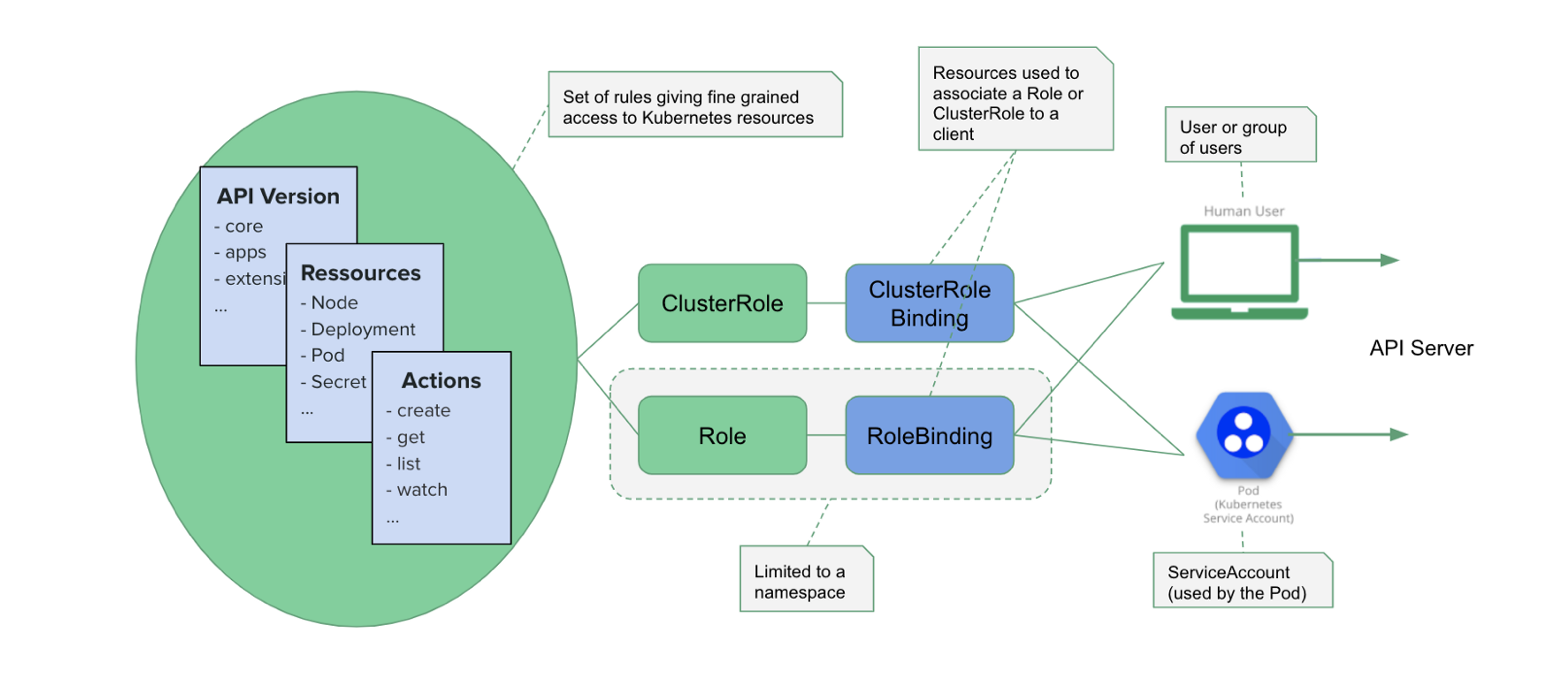 Set of rules giving fine grained
access to Kubernetes resources
Resources used to
associate a Role or
ClusterRole to a
client
User or group
of users
API Version
- core
- apps
- extensi
...
Ressources
- Node
- Deployment
- Pod
- Secret
...
Actions
- create
- get
- list
- watch
...
ClusterRole
ClusterRole
Binding
Role
RoleBinding
Limited to a
namespace
Human User
API Server
Pod
(Kubernetes
Service Account)
ServiceAccount
(used by the Pod)